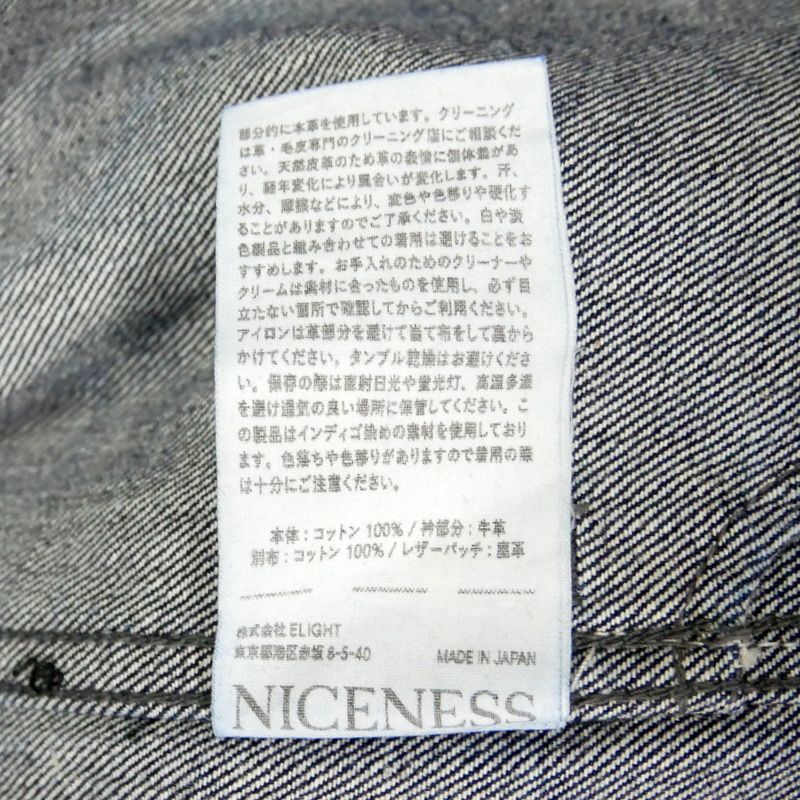 部分的に本革を使用しています。クリーニング
は革・毛皮専門のクリーニング店にご相談くだ
さい。天然皮革のため革の表情に個体差があ
り、経年変化により風合いが変化します。汗、
水分、摩擦などにより、変色や色移りや硬化す
ることがありますのでご了承ください。白や淡
色製品と組み合わせての着用は避けることをお
すすめします。お手入れのためのクリーナーや
クリームは素材に合ったものを使用し、必ず目
立たない箇所で確認してからご利用ください。
アイロンは革部分を避けて当て布をして裏から
かけてください。タンブル乾燥はお避けくださ
い。保存の際は直射日光や蛍光灯、高温多湿
を避け通気の良い場所に保管してください。こ
の製品はインディゴ染めの素材を使用しており
ます。色落ちや色移りがありますので着用の際
は十分にご注意ください。
本体：コットン 100% / 衿部分：牛革
別布：コットン 100% / レザーパッチ：鹿革
株式会社 ELIGHT
東京都港区赤坂 8-5-40 MADE IN JAPAN
NICENESS